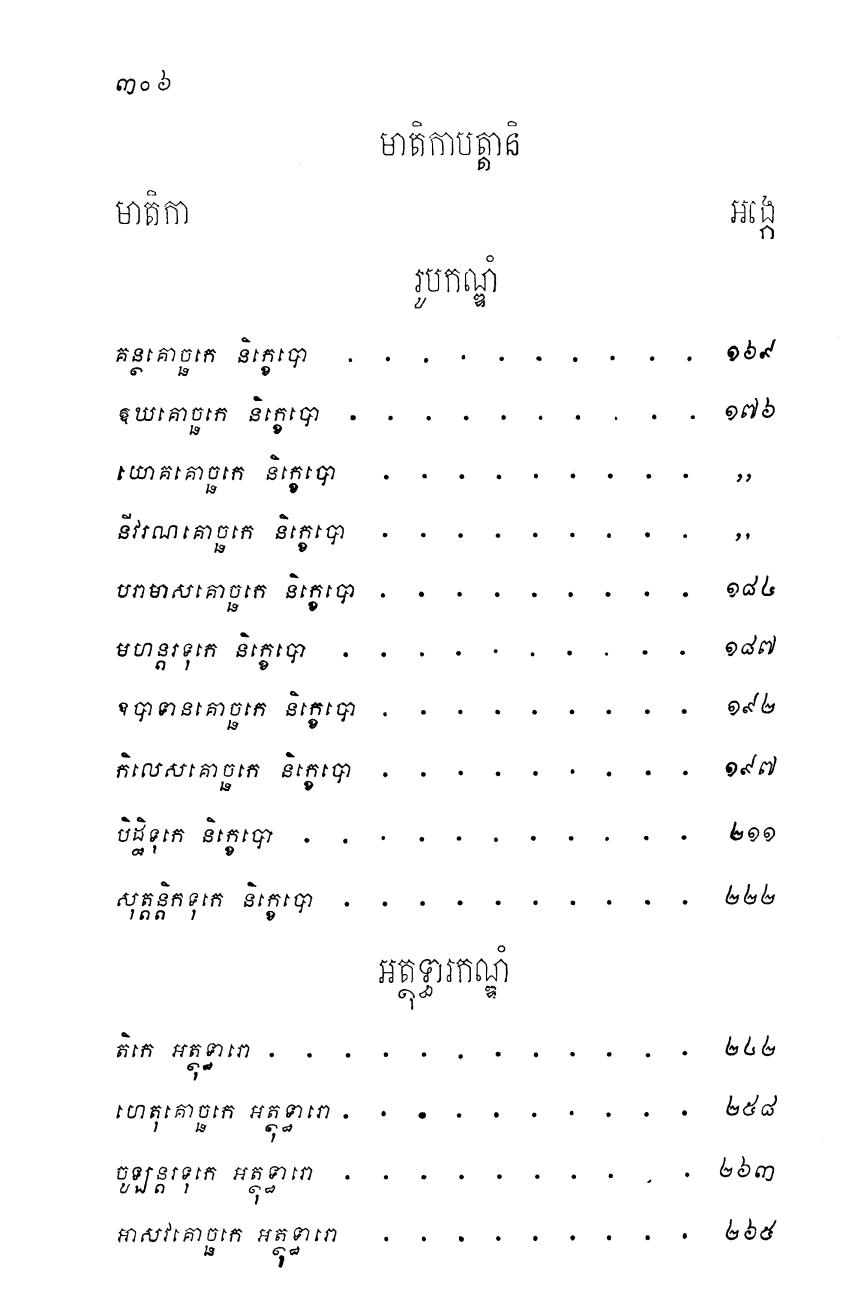 ៣០៦
មាតិកាបត្តានិ
មាតិកា អង្កេ
រូបកណ្ឌំ
គន្ថគោច្ឆកេ និក្ខេបោ . . . . . . . . . . ១៦៩
ឱឃគោច្ឆកេ និក្ខេបោ . . . . . . . . . . ១៧៦
យោគគោច្ឆកេ និក្ខេបោ . . . . . . . . . ,,
នីវរណគោច្ឆកេ និក្ខេបោ . . . . . . . . . ,,
បរាមាសគោច្ឆកេ និក្ខេបោ . . . . . . . . . ១៨៤
មហន្តរទុកេ និក្ខេបោ . . . . . . . . . . ១៨៧
ឧបាទានគោច្ឆកេ និក្ខេបោ . . . . . . . . . ១៩២
កិលេសគោច្ឆកេ និក្ខេបោ . . . . . . . . . ១៩៧
បិដ្ឋិទុកេ និក្ខេបោ . . . . . . . . . . . ២១១
សុត្តន្តិកទុកេ និក្ខេបោ . . . . . . . . . . ២២២
អត្ថុទ្ធារកណ្ឌំ
តិកេ អត្ថុទ្ធារោ . . . . . . . . . . . . ២៤២
ហេតុគោច្ឆកេ អត្ថុទ្ធារោ . . . . . . . . . . ២៥៨
ចូឡន្តរទុកេ អត្ថុទ្ធារោ . . . . . . . . . . ២៦៣
អាសវគោច្ឆកេ អត្ថុទ្ធារោ . . . . . . . . . ២៦៥